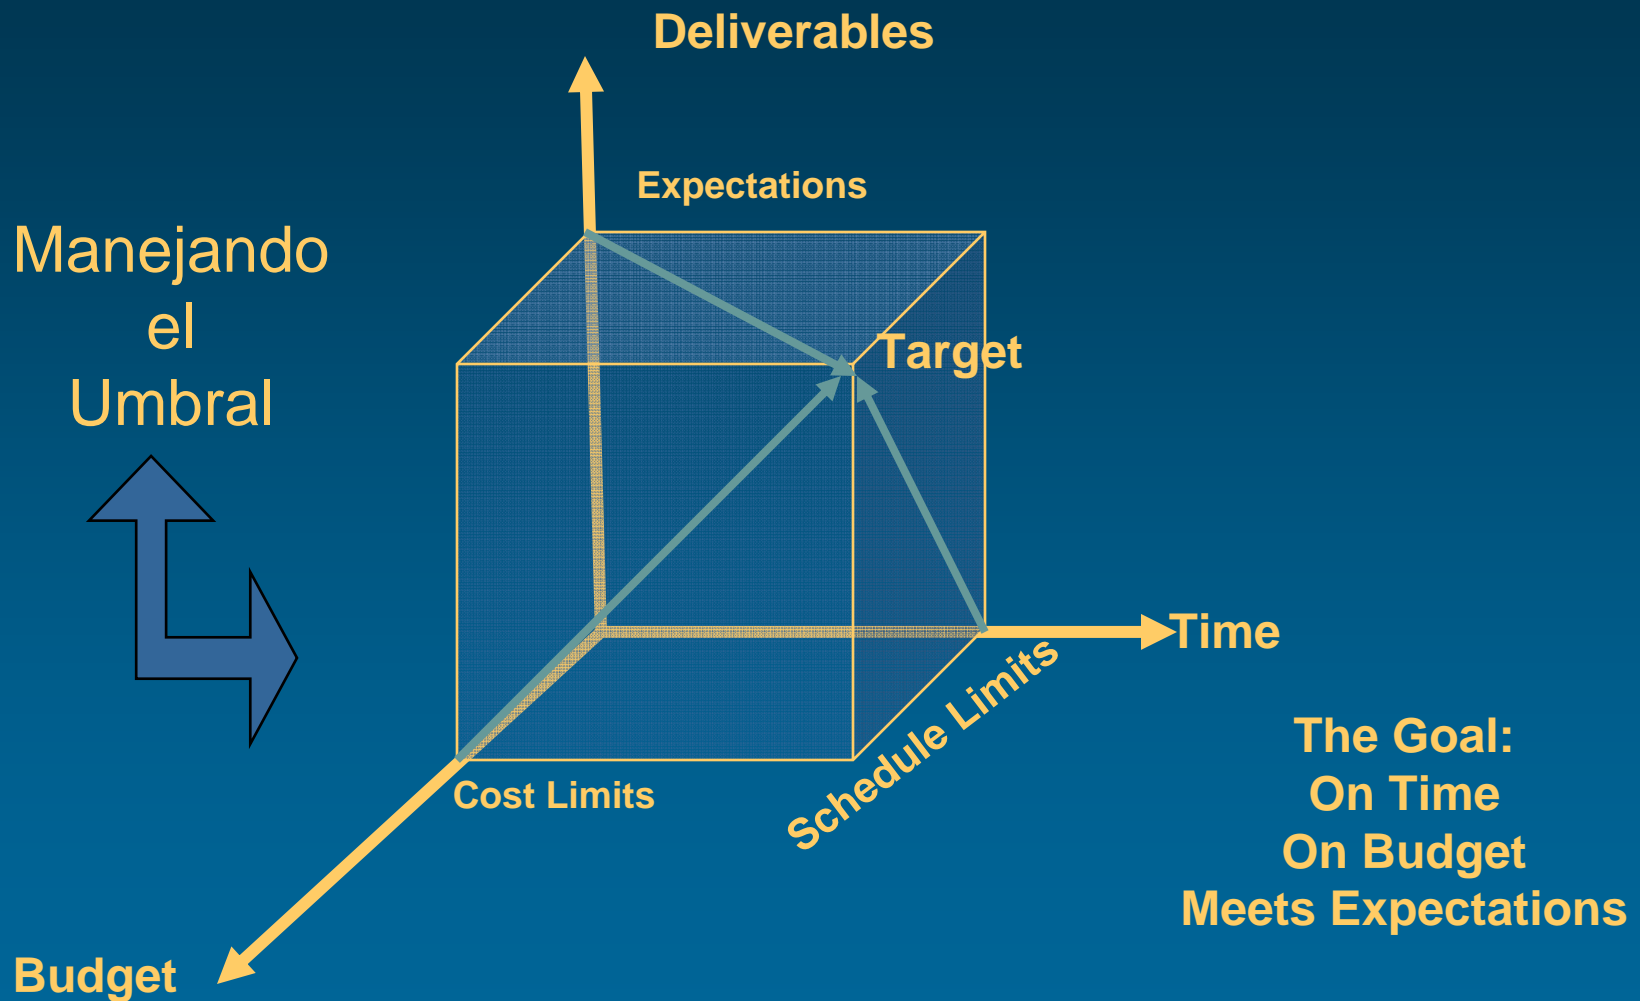 Deliverables
Expectations
Manejando
el
Umbral
Target
Time
Schedule Limits
Cost Limits
The Goal:
On Time
On Budget
Meets Expectations
Budget